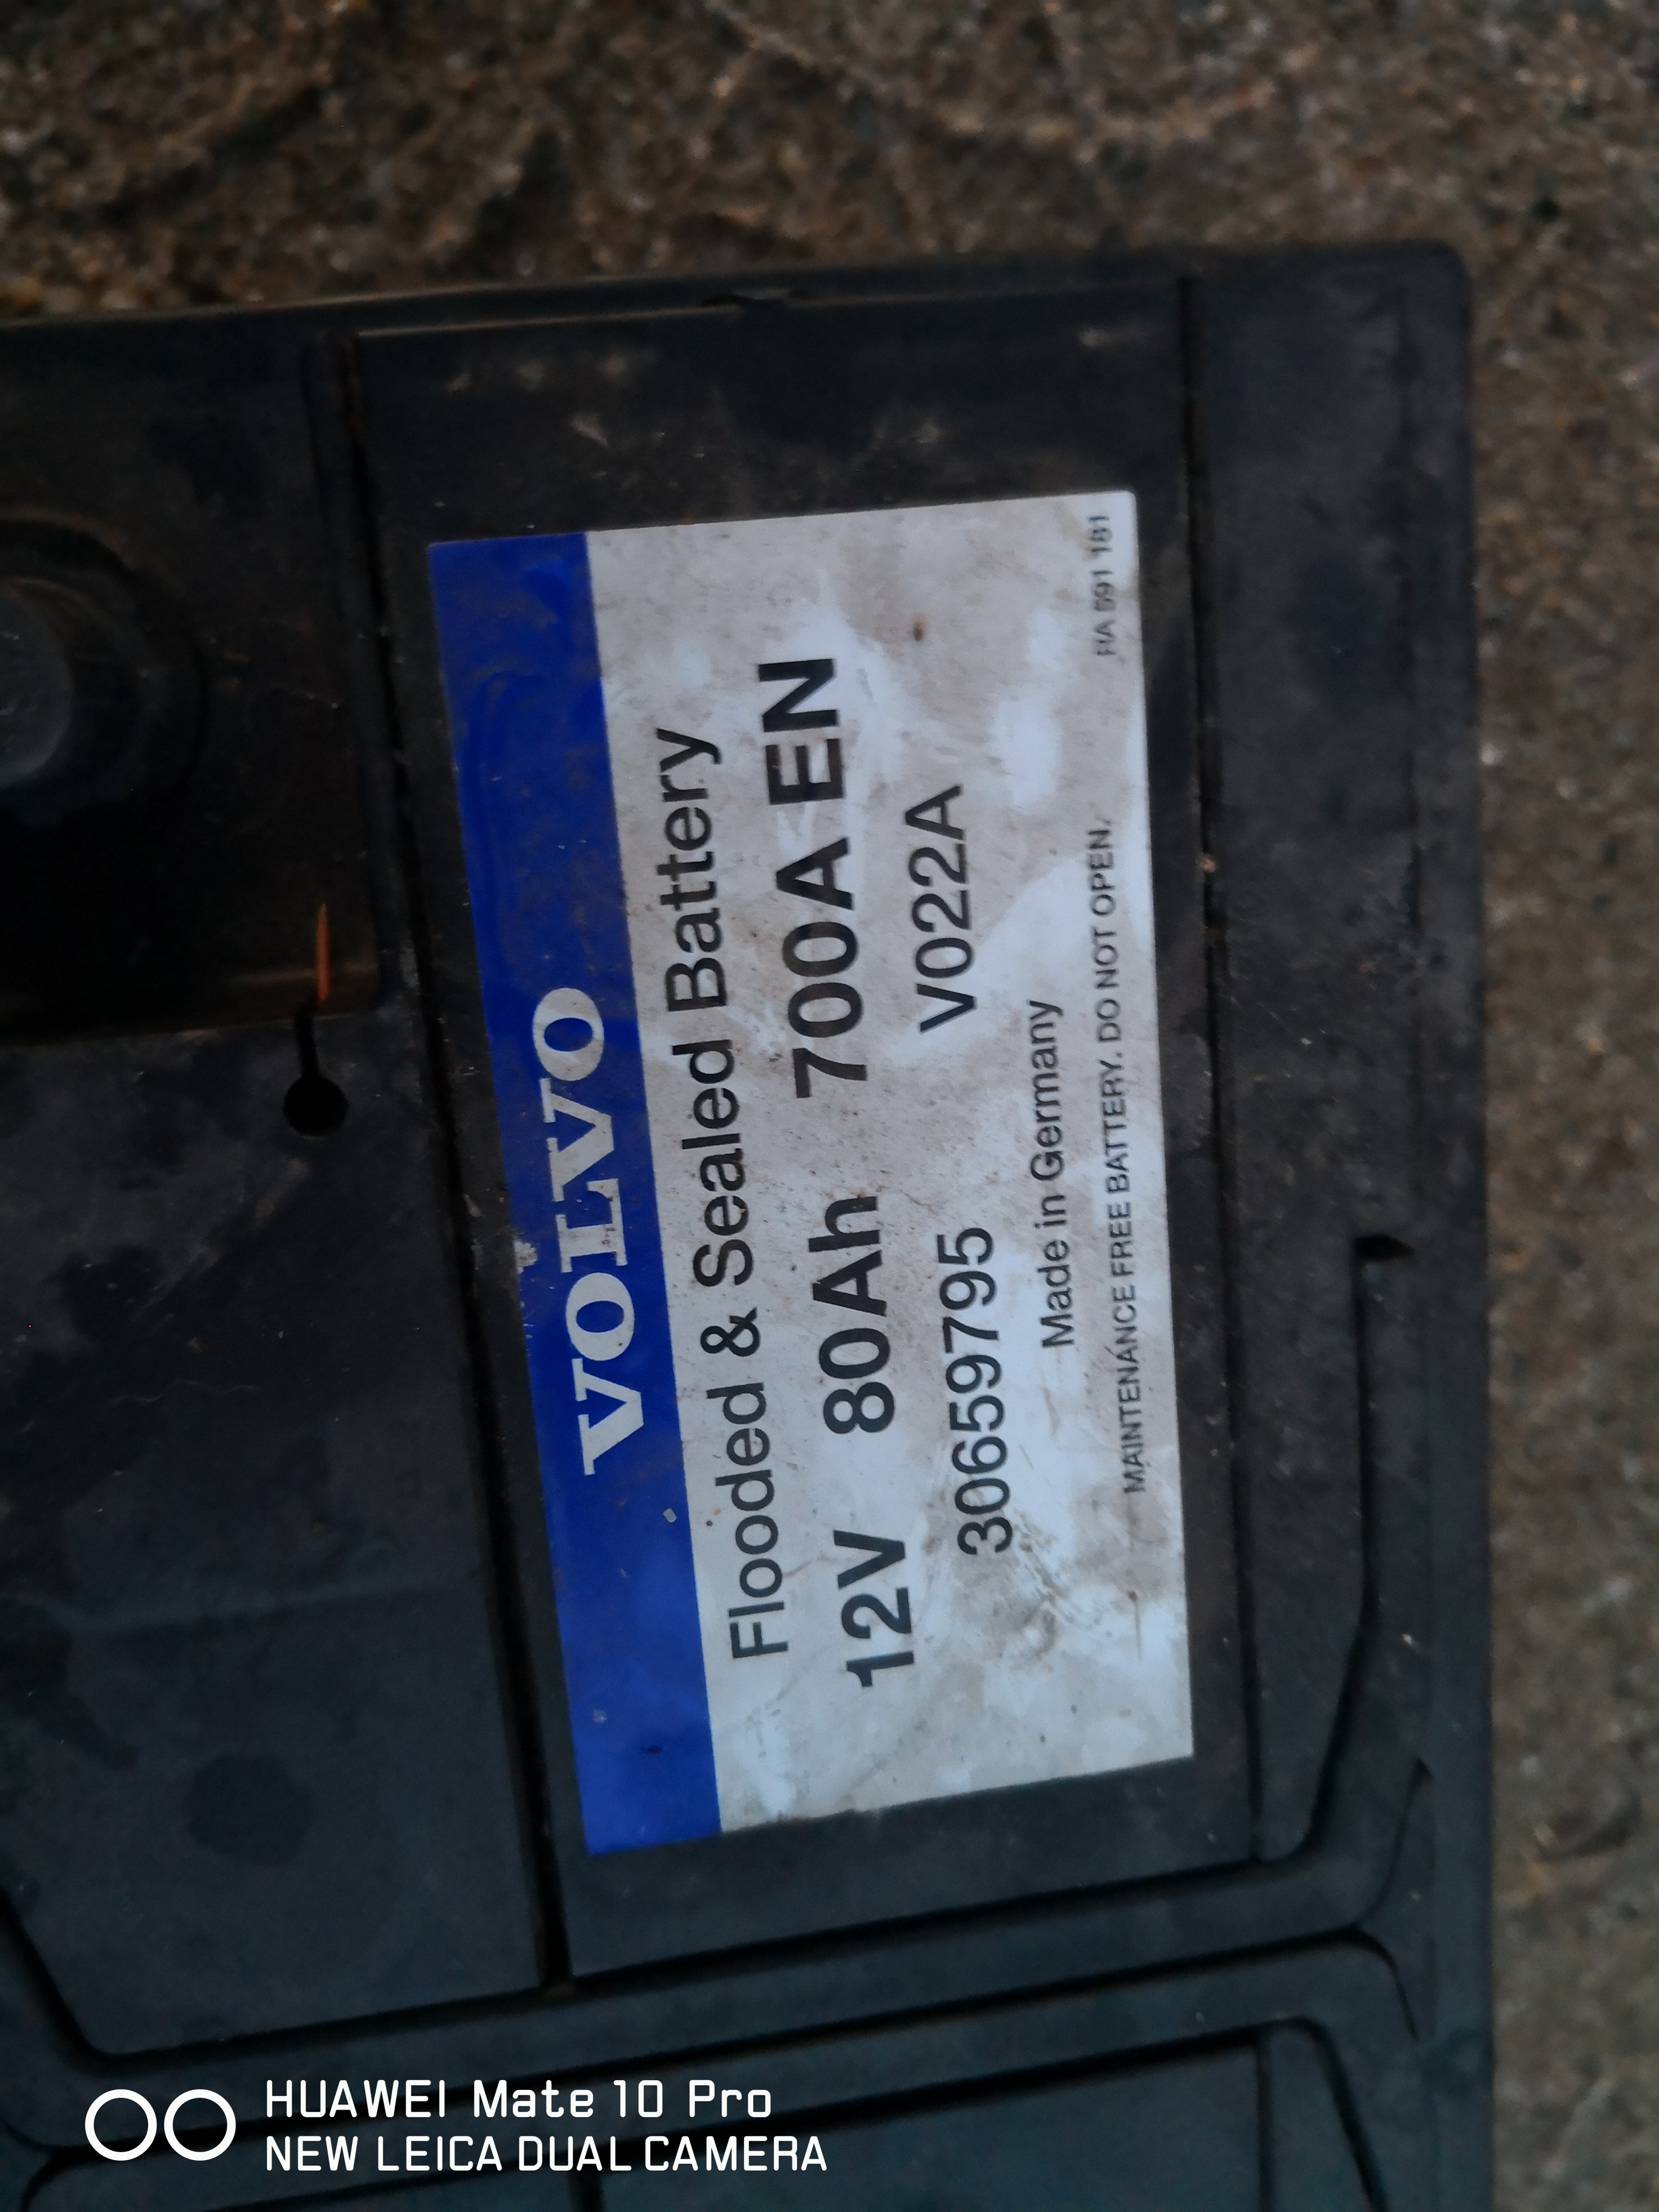 VOLVO
Flooded & Sealed Battery
12V 80Ah 700A EN
30659795 V022A
Made in Germany
MAINTENANCE FREE BATTERY. DO NOT OPEN.
RA 591 181
HUAWEI Mate 10 Pro
NEW LEICA DUAL CAMERA